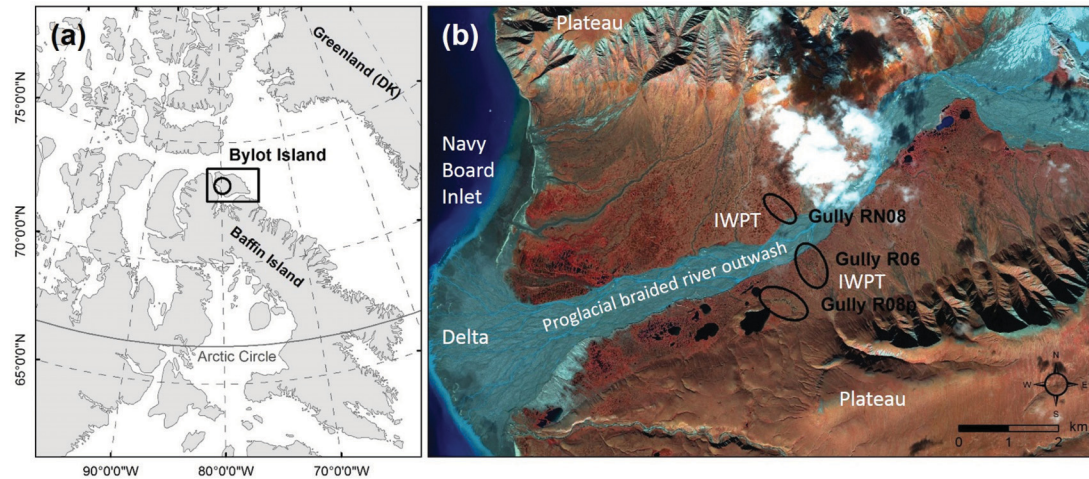 (a)
Greenland (DK)
75°0'0"N
Bylot Island
70°0'0"N
Baffin Island
Arctic Circle
65°0'0"N
90°0'0"W
80°0'0"W
70°0'0"W
(b)
Plateau
Navy
Board
Inlet
IWPT
Gully RN08
Gully R06
IWPT
Proglacial braided river outwash
Gully R08p
Delta
Plateau
N
W
E
S
km
0 1 2